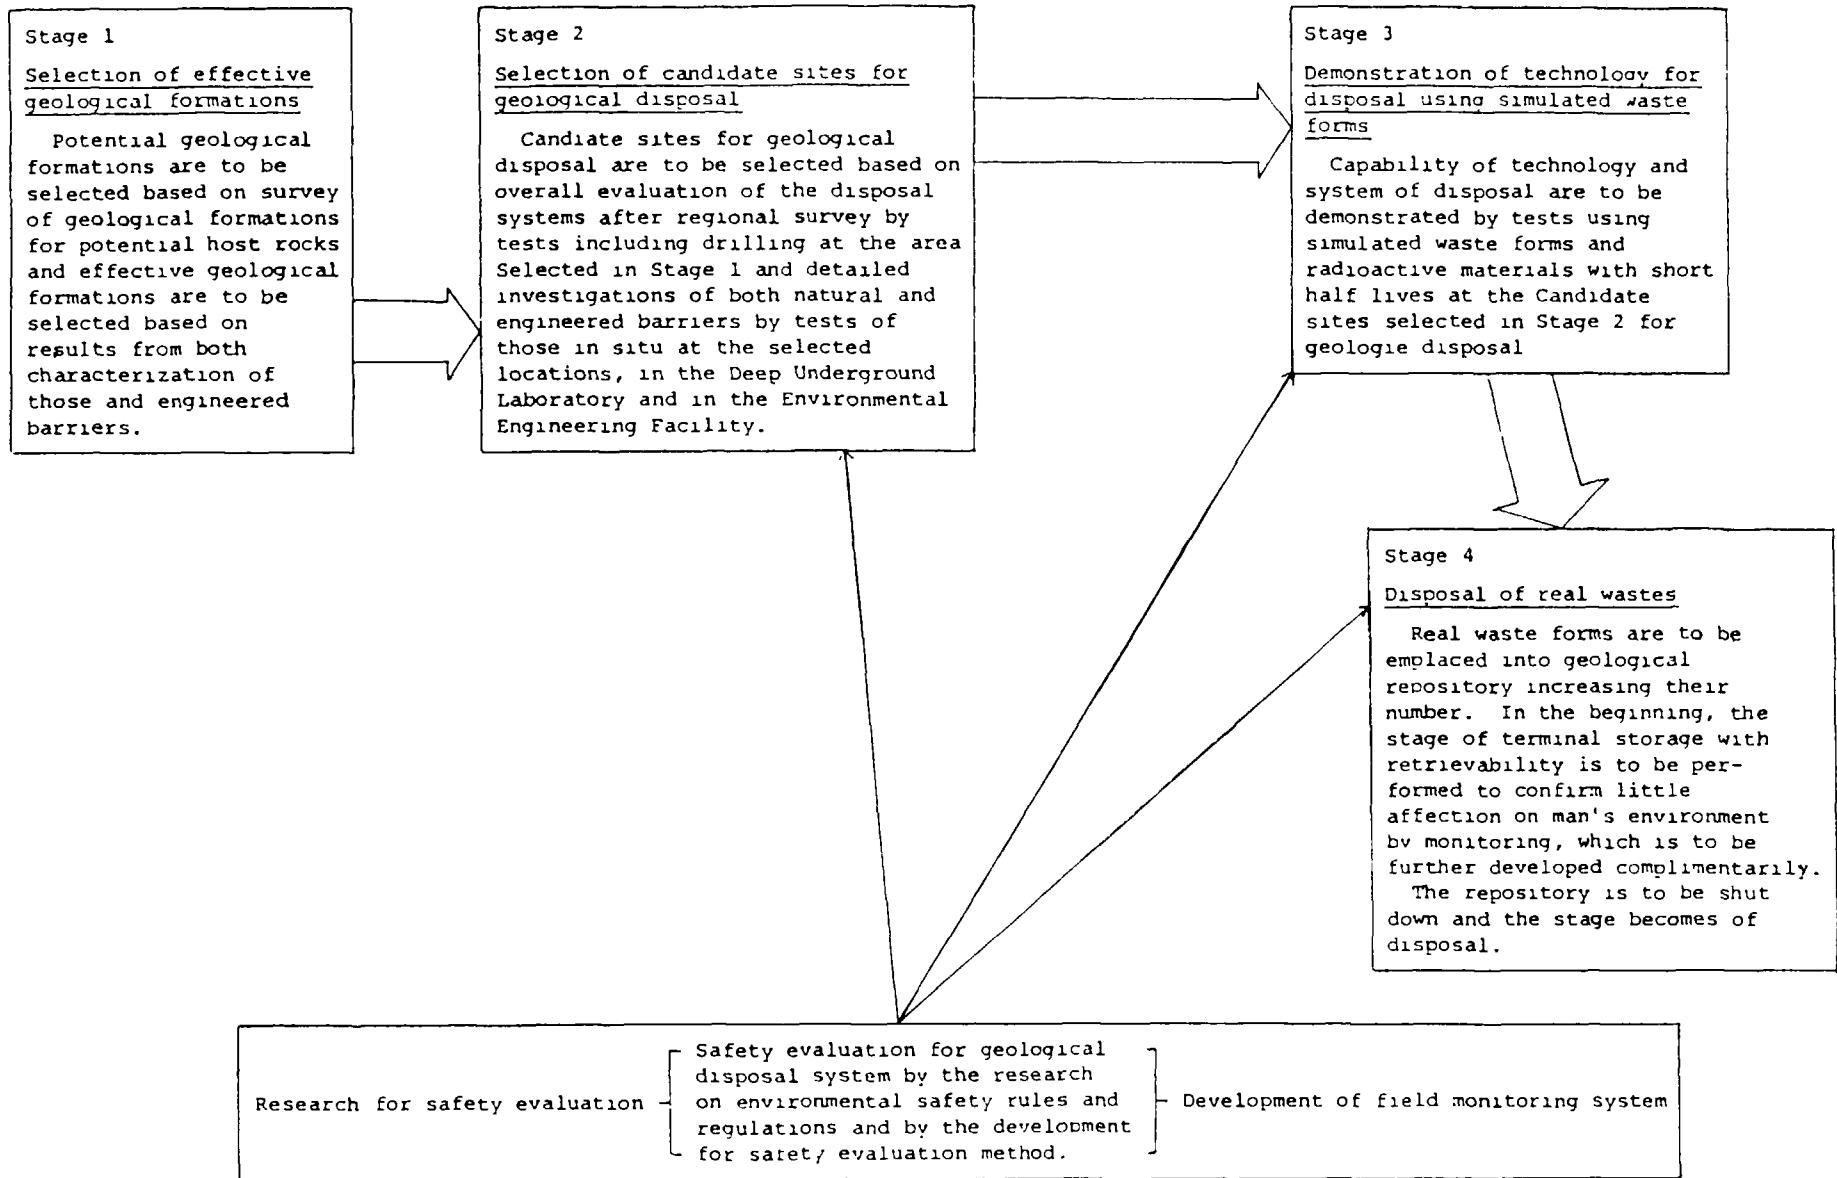 Stage 1
Selection of effective
geological formations
Potential geological
formations are to be
selected based on survey
of geological formations
for potential host rocks
and effective geological
formations are to be
selected based on
results from both
characterization of
those and engineered
barriers.
Stage 2
Selection of candidate sites for
geological disposal
Candiate sites for geological
disposal are to be selected based on
overall evaluation of the disposal
systems after regional survey by
tests including drilling at the area
Selected in Stage 1 and detailed
investigations of both natural and
engineered barriers by tests of
those in situ at the selected
locations, in the Deep Underground
Laboratory and in the Environmental
Engineering Facility.
Stage 3
Demonstration of technology for
disposal using simulated waste
forms
Capability of technology and
system of disposal are to be
demonstrated by tests using
simulated waste forms and
radioactive materials with short
half lives at the Candidate
sites selected in Stage 2 for
geologie disposal
Stage 4
Disposal of real wastes
Real waste forms are to be
emplaced into geological
repository increasing their
number. In the beginning, the
stage of terminal storage with
retrievability is to be per-
formed to confirm little
affection on man's environment
by monitoring, which is to be
further developed complimentarily.
The repository is to be shut
down and the stage becomes of
disposal.
Research for safety evaluation
Safety evaluation for geological
disposal system by the research
on environmental safety rules and
regulations and by the development
for safety evaluation method.
Development of field monitoring system